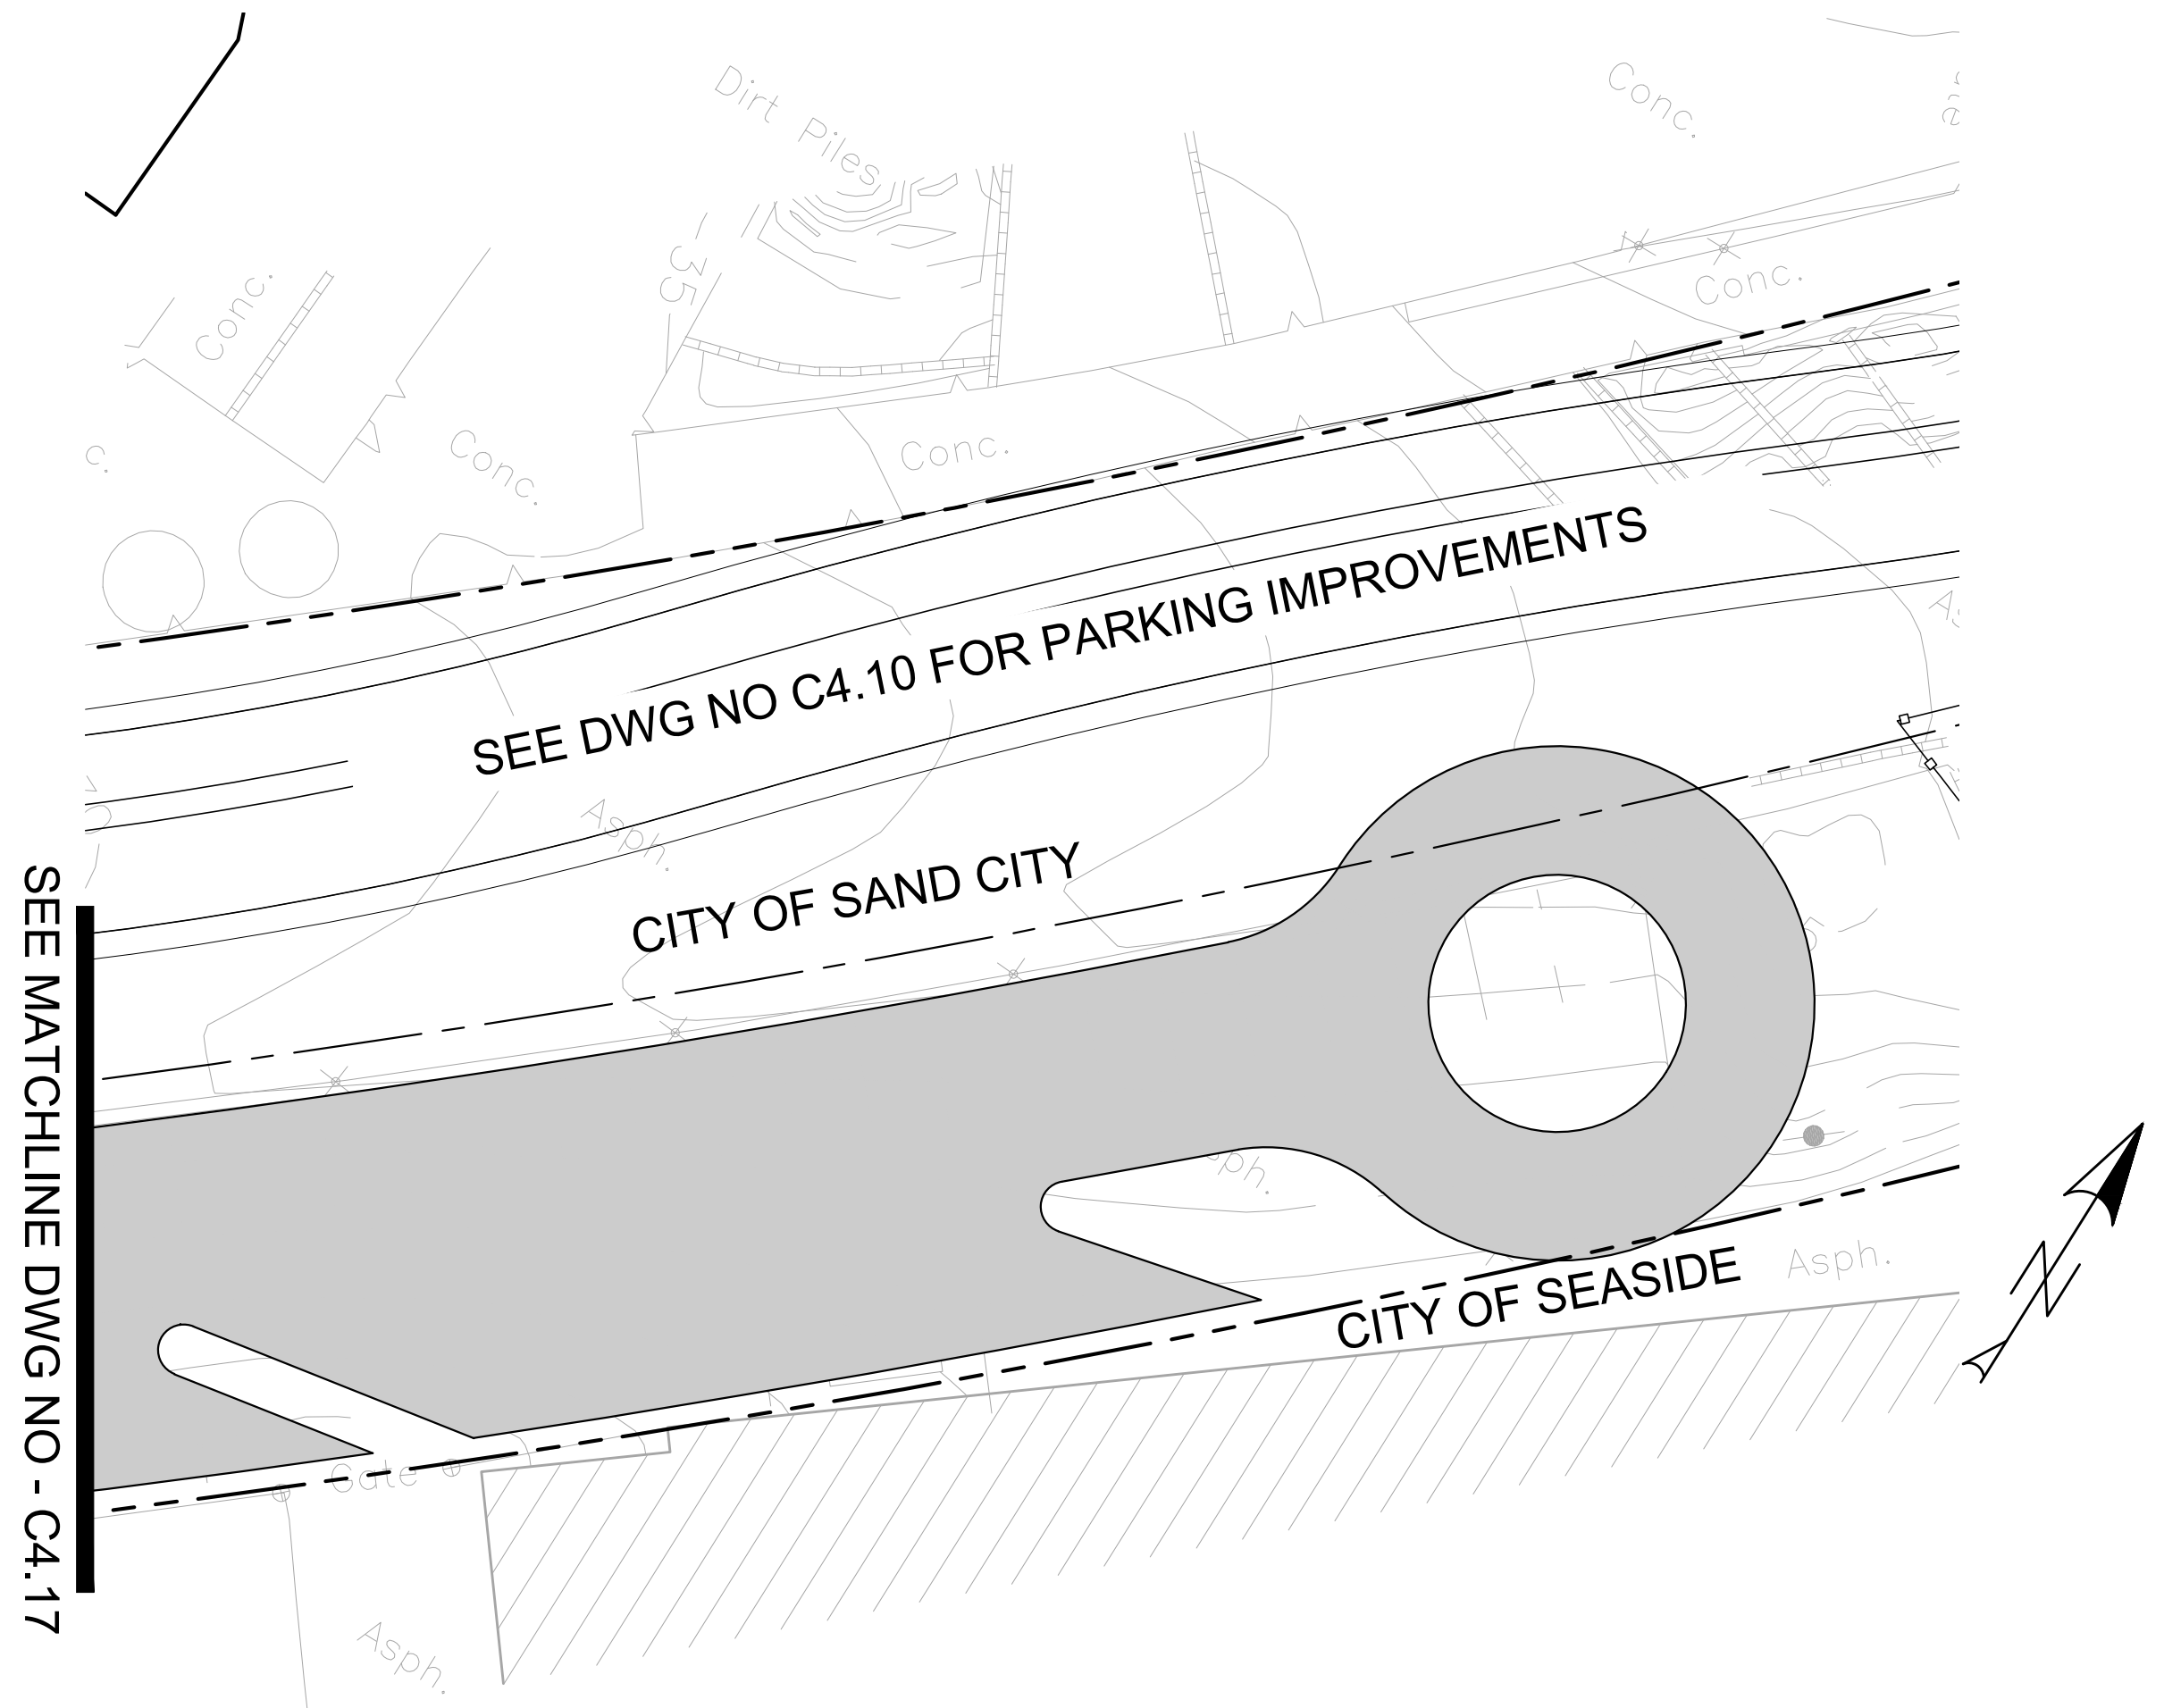 Dirt Piles
Conc.
Conc.
Conc.
Conc.
Conc.
SEE DWG NO C4.10 FOR PARKING IMPROVEMENTS
Asph.
CITY OF SAND CITY
SEE MATCHLINE DWG NO - C4.17
CITY OF SEASIDE
Asph.
Gate
Asph.